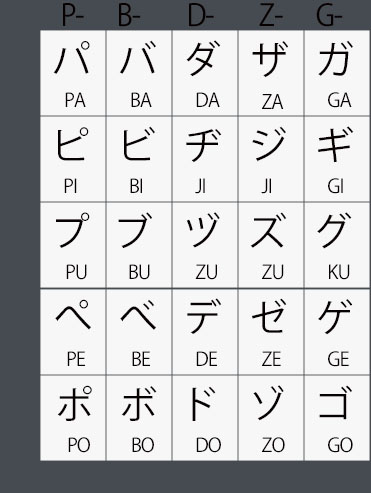 P- B- D- Z- G-
パ バ ダ ザ ガ
PA BA DA ZA GA
ピ ビ ヂ ジ ギ
PI BI JI JI GI
プ ブ ヅ ズ グ
PU BU ZU ZU KU
ペ ベ デ ゼ ゲ
PE BE DE ZE GE
ポ ボ ド ゾ ゴ
PO BO DO ZO GO